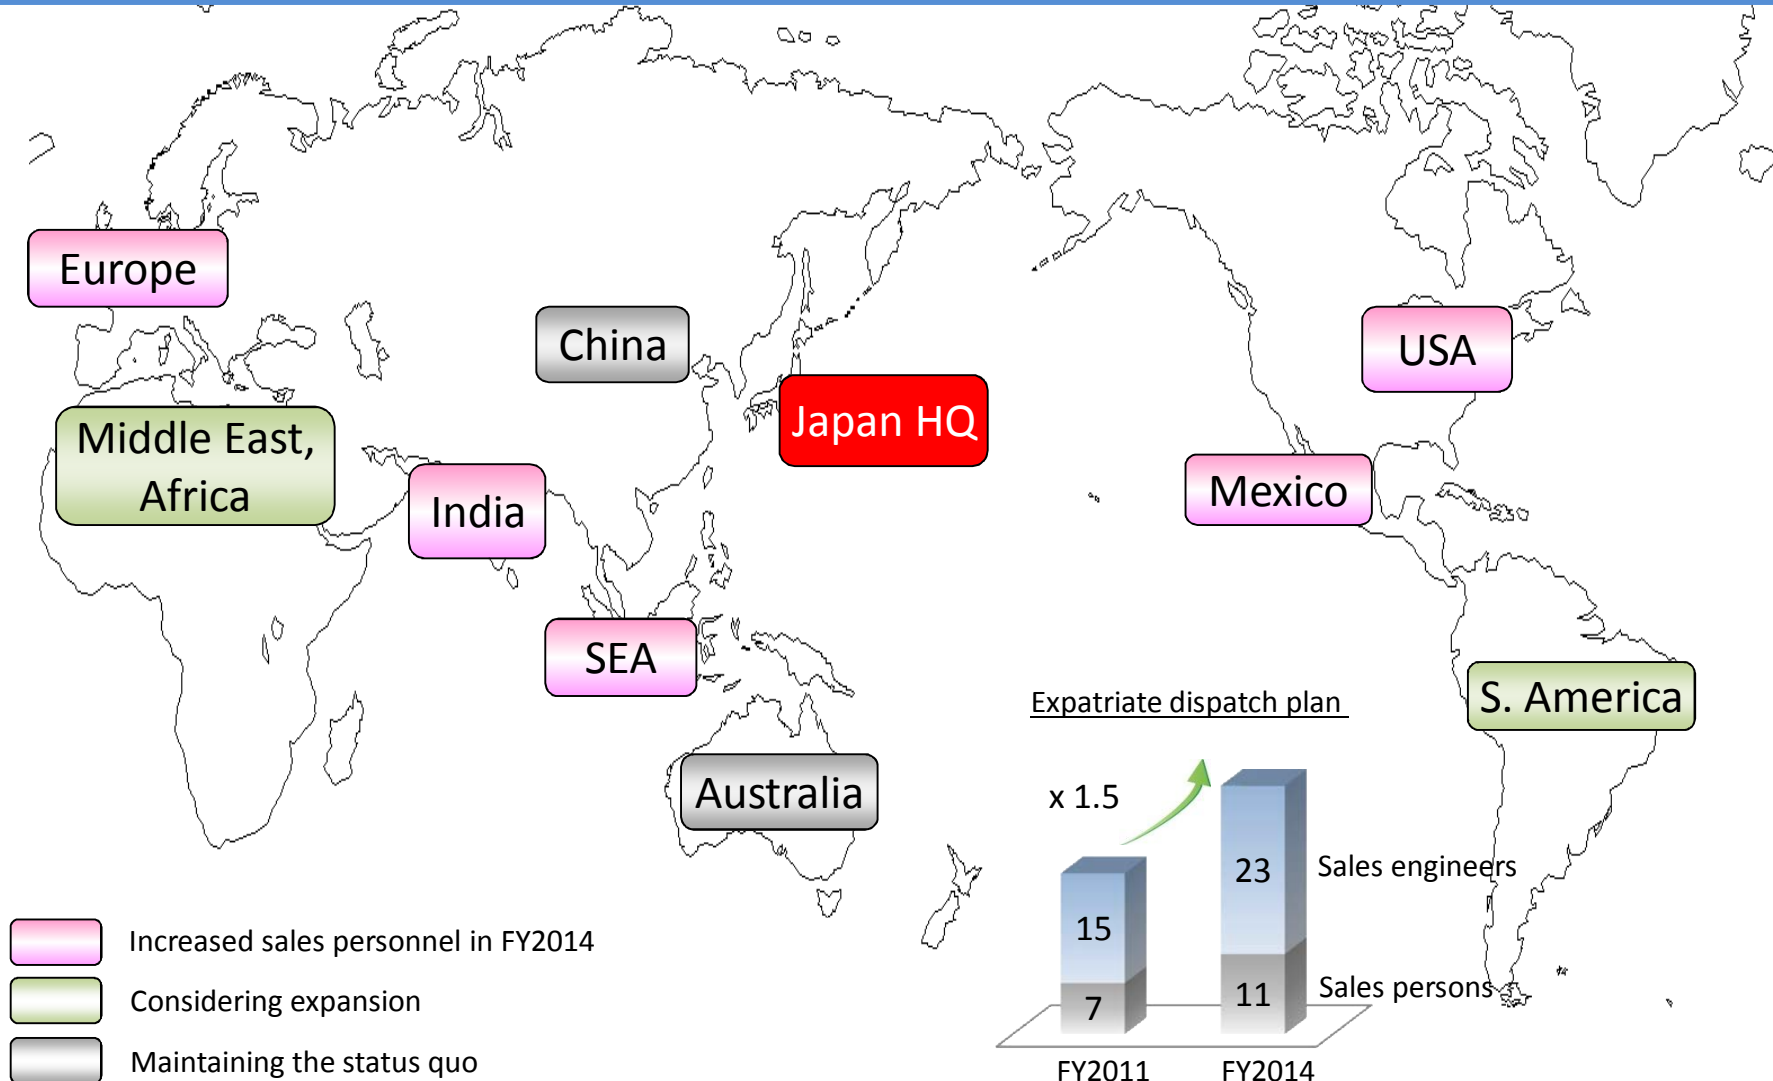 Europe
China
USA
Japan HQ
Middle East,
Africa
India
Mexico
SEA
S. America
Expatriate dispatch plan
Australia
x 1.5
23
Sales engineers
15
Increased sales personnel in FY2014
11
Sales persons
7
Considering expansion
Maintaining the status quo
FY2011
FY2014